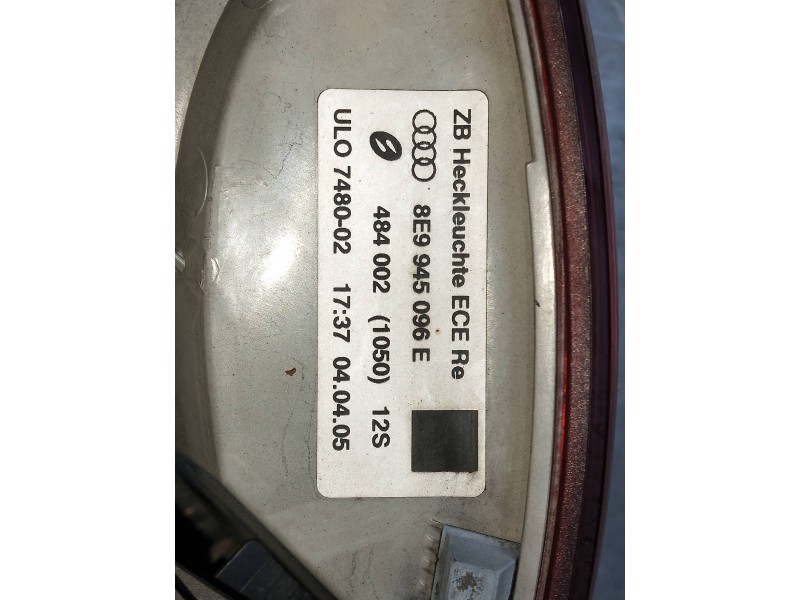 ZB Heckleuchte ECE Re
8E9 945 096 E
484 002 (1050) 12S
ULO 7480-02 17:37 04.04.05